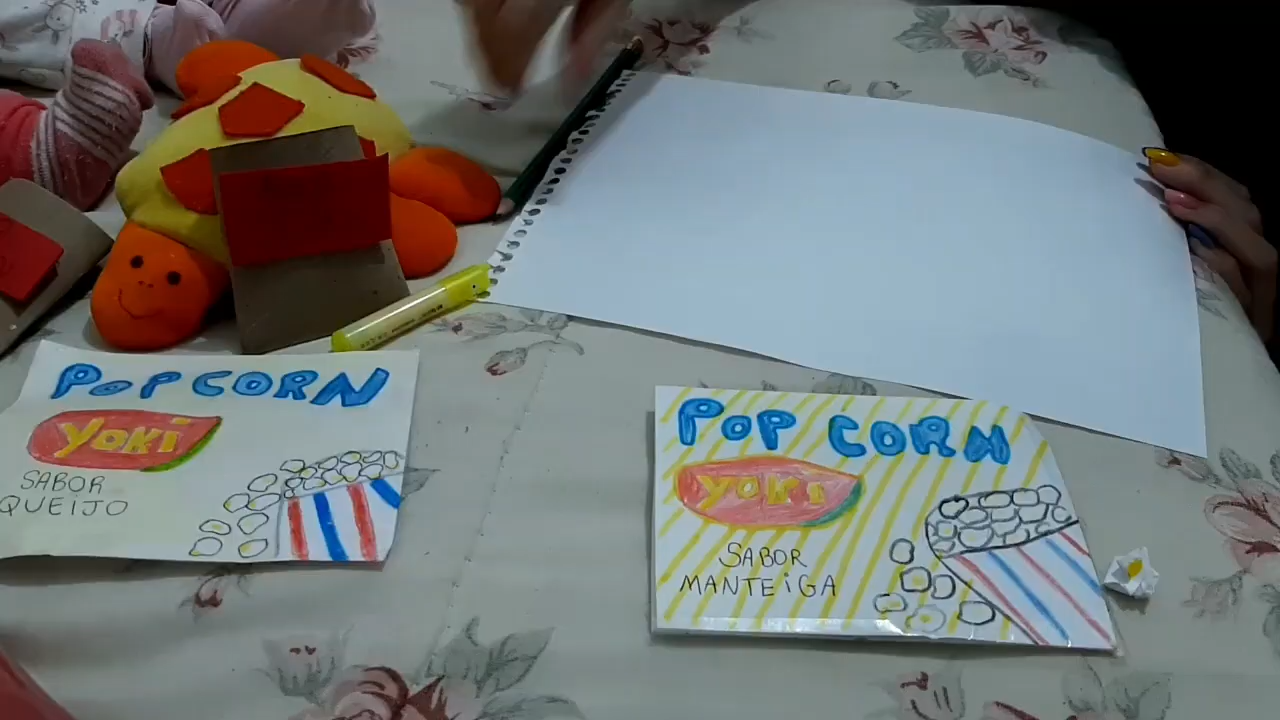 POPCORN
yoki
SABOR
QUEIJO
POP CORN
yoki
SABOR
MANTEiGA